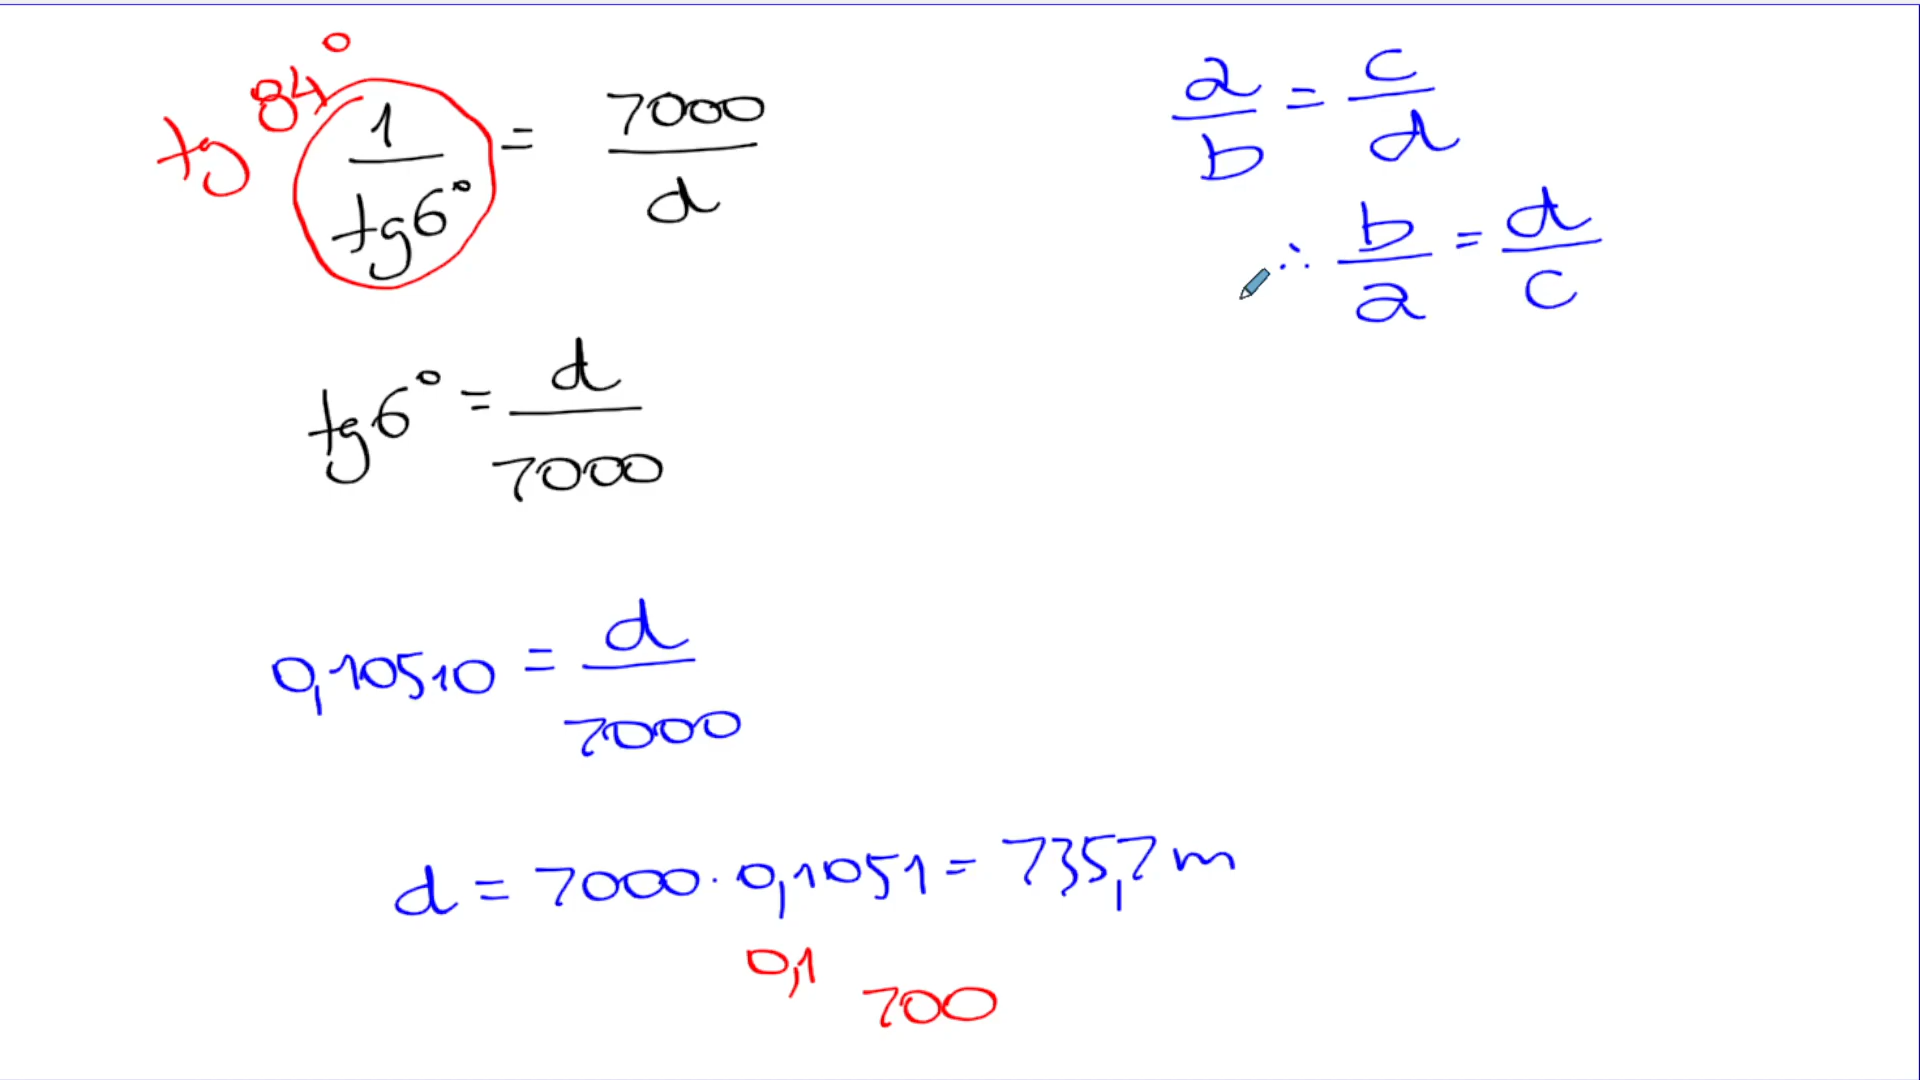 tg 84° 1/tg6° = 7000/d
a/b = c/d
∴ b/a = d/c
tg6° = d/7000
0,10510 = d/7000
d = 7000 · 0,1051 = 735,7 m
0,1 700